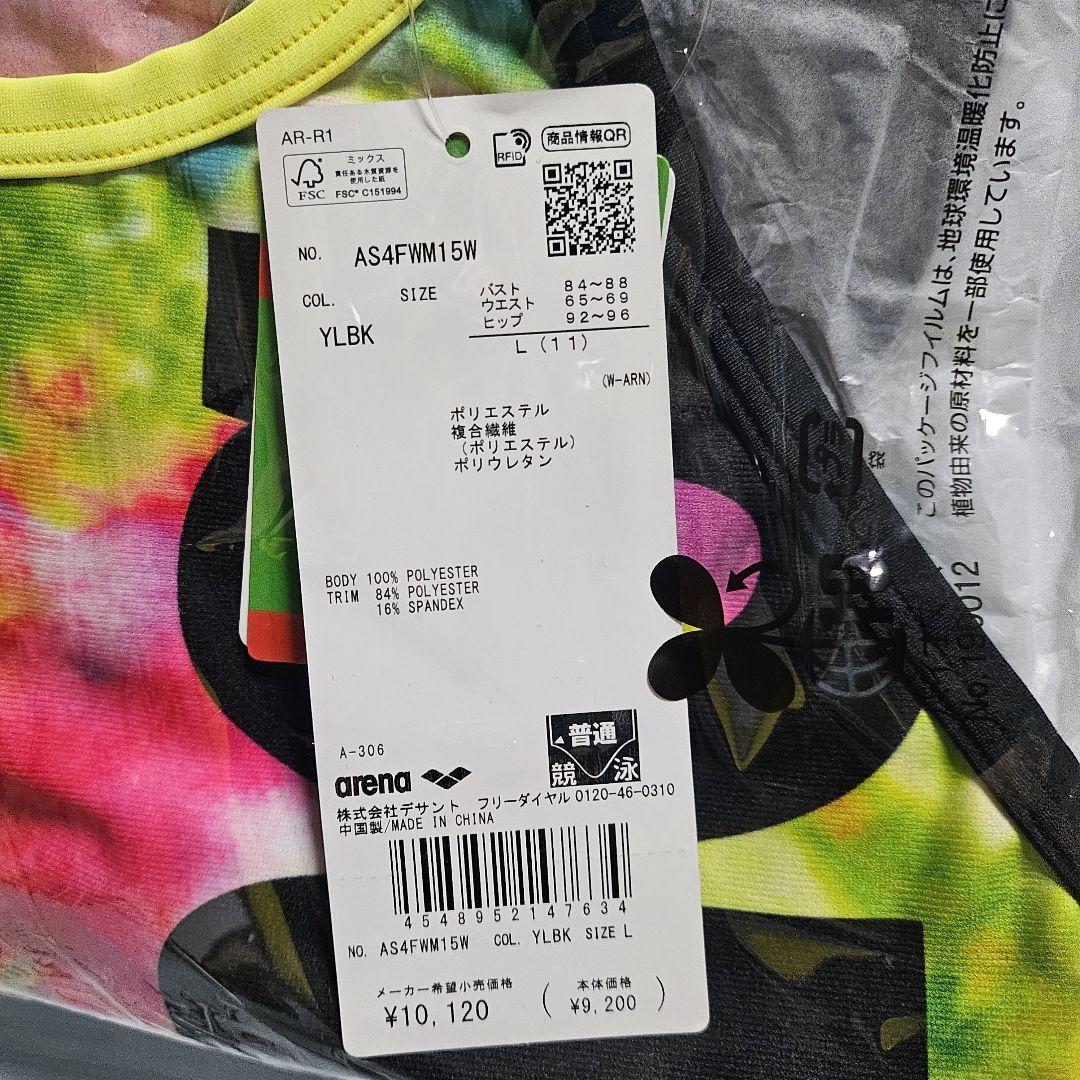 AR-R1
RFID
商品情報QR
ミックス
責任ある木質資源を
使用した紙
FSC
FSC® C151994
NO. AS4FWM15W
COL. SIZE
バスト 84～88
ウエスト 65～69
ヒップ 92～96
YLBK
L (11)
(W-ARN)
ポリエステル
複合繊維
(ポリエステル)
ポリウレタン
BODY 100% POLYESTER
TRIM 84% POLYESTER
16% SPANDEX
A-306
普通
競 泳
arena
株式会社デサント フリーダイヤル 0120-46-0310
中国製/MADE IN CHINA
4548952147634
NO. AS4FWM15W COL. YLBK SIZE L
メーカー希望小売価格
¥10,120
(本体価格
¥9,200)
このパッケージフィルムは、地球環境温暖化防止に
植物由来の原材料を一部使用しています。
プラ
袋